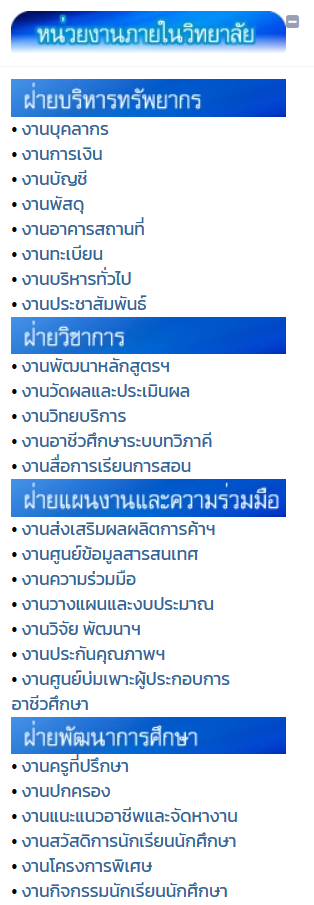 หน่วยงานภายในวิทยาลัย
ฝ่ายบริหารทรัพยากร
• งานบุคลากร
• งานการเงิน
• งานบัญชี
• งานพัสดุ
• งานอาคารสถานที่
• งานทะเบียน
• งานบริหารทั่วไป
• งานประชาสัมพันธ์
ฝ่ายวิชาการ
• งานพัฒนาหลักสูตรฯ
• งานวัดผลและประเมินผล
• งานวิทยบริการ
• งานอาชีวศึกษาระบบทวิภาคี
• งานสื่อการเรียนการสอน
ฝ่ายแผนงานและความร่วมมือ
• งานส่งเสริมผลผลิตการค้าฯ
• งานศูนย์ข้อมูลสารสนเทศ
• งานความร่วมมือ
• งานวางแผนและงบประมาณ
• งานวิจัย พัฒนาฯ
• งานประกันคุณภาพฯ
• งานศูนย์บ่มเพาะผู้ประกอบการ
อาชีวศึกษา
ฝ่ายพัฒนาการศึกษา
• งานครูที่ปรึกษา
• งานปกครอง
• งานแนะแนวอาชีพและจัดหางาน
• งานสวัสดิการนักเรียนนักศึกษา
• งานโครงการพิเศษ
• งานกิจกรรมนักเรียนนักศึกษา